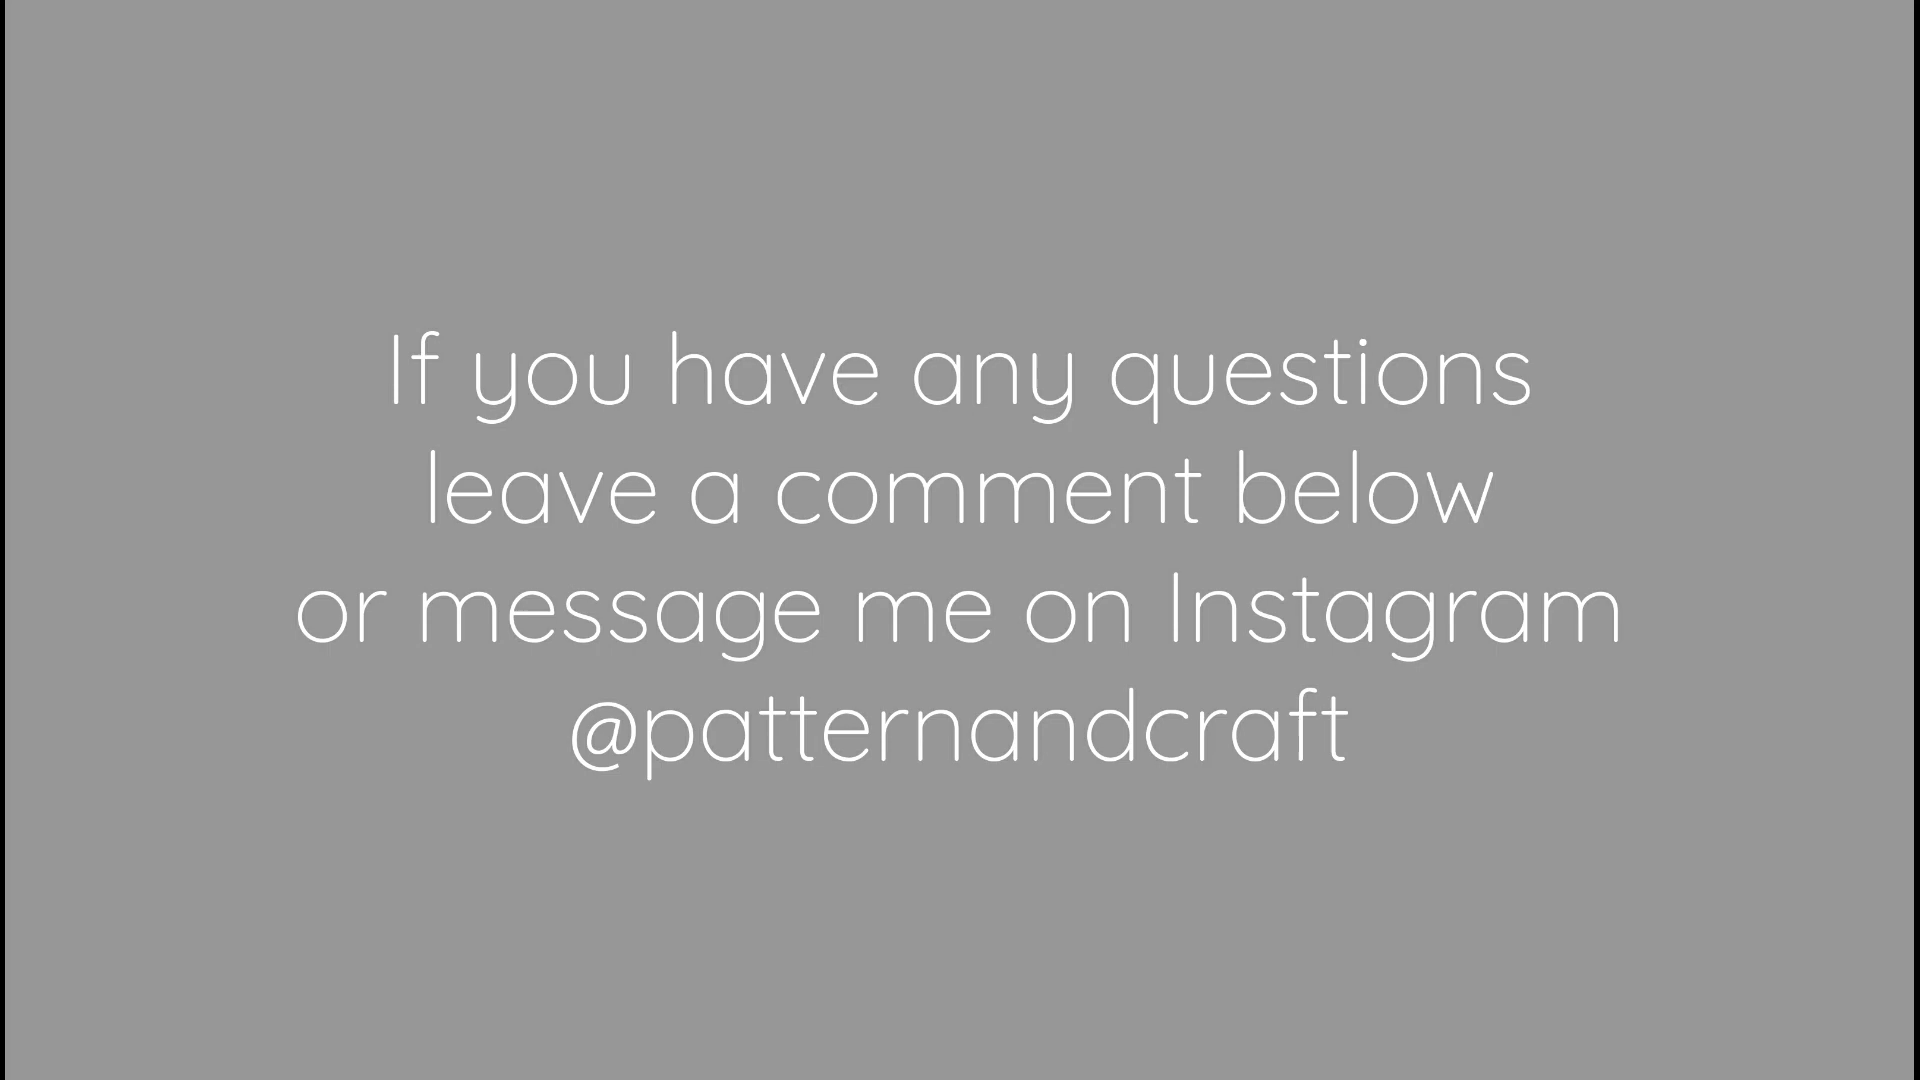 If you have any questions
leave a comment below
or message me on Instagram
@patternandcraft